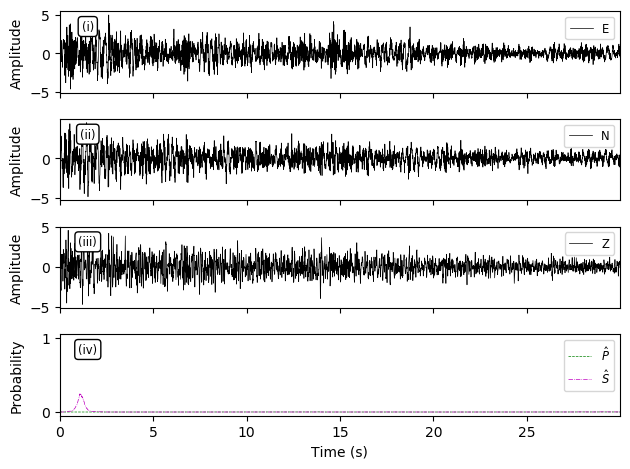 5
0
−5
Amplitude
(i)
E
0
−5
Amplitude
(ii)
N
5
0
−5
Amplitude
(iii)
Z
1
0
Probability
(iv)
P̂
Ŝ
0 5 10 15 20 25
Time (s)